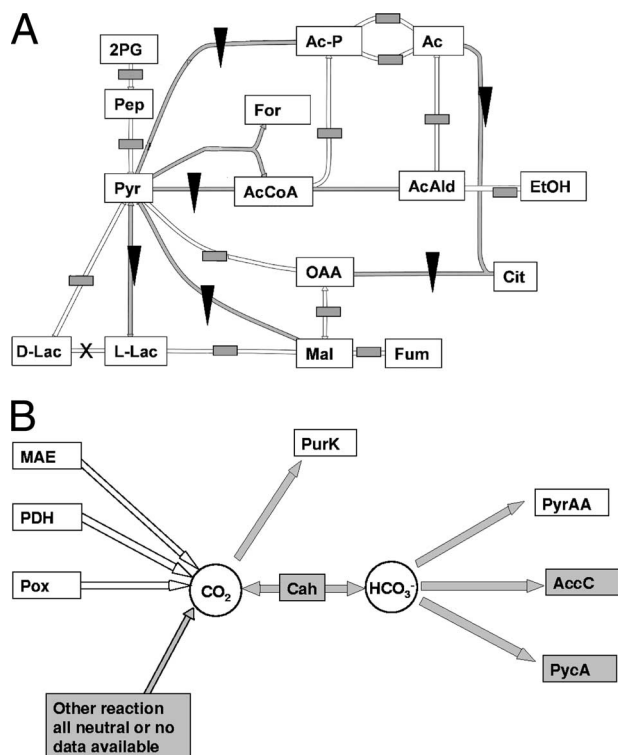 A
2PG
Ac-P
Ac
Pep
For
Pyr
AcCoA
AcAld
EtOH
OAA
Cit
D-Lac
X
L-Lac
Mal
Fum
B
MAE
PurK
PDH
PyrAA
Pox
CO2
Cah
HCO3-
AccC
PycA
Other reaction
all neutral or no
data available